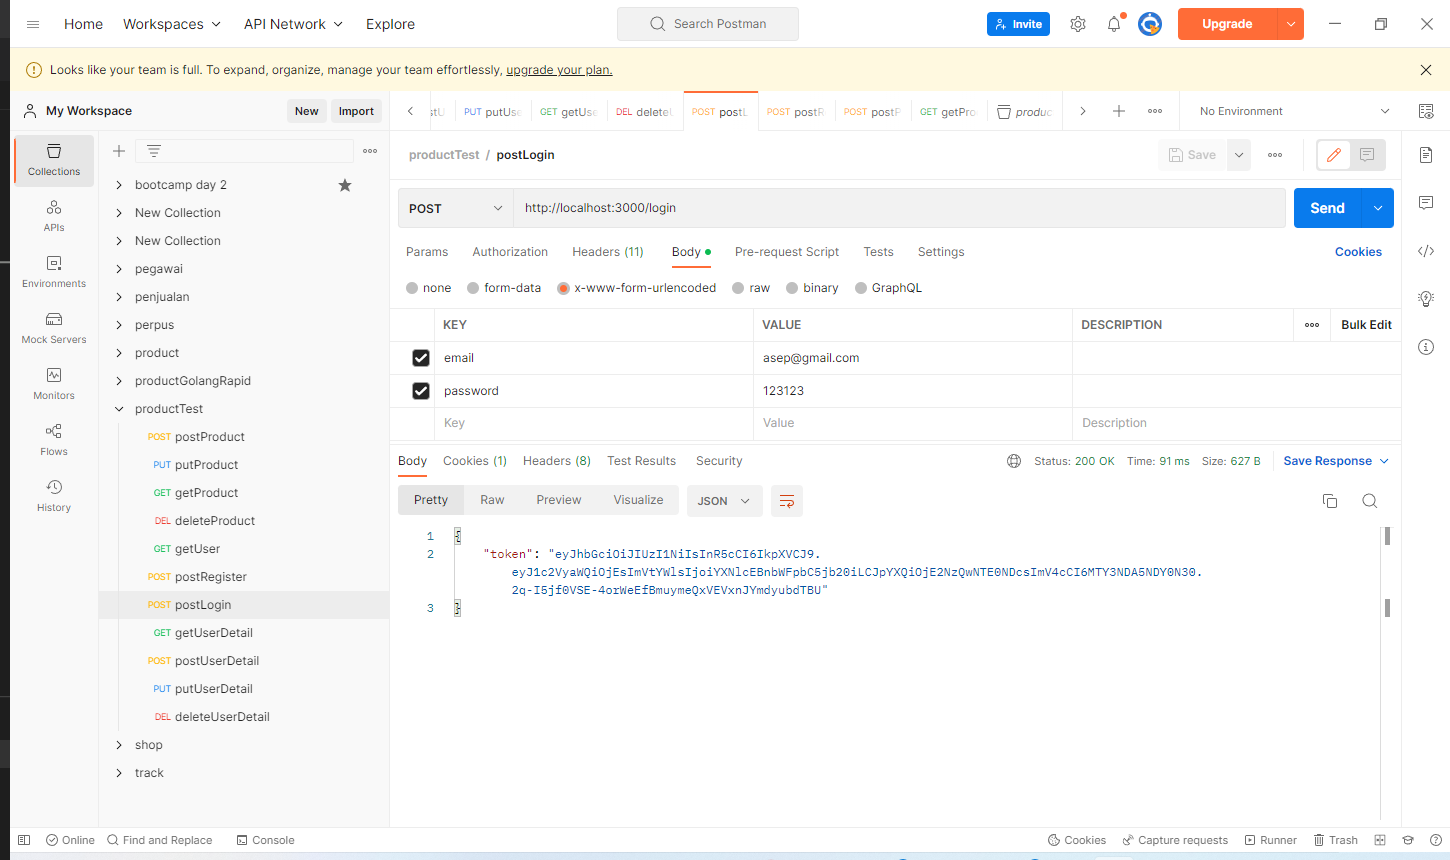 Home Workspaces API Network Explore Search Postman Invite Upgrade
Looks like your team is full. To expand, organize, manage your team effortlessly, upgrade your plan.
My Workspace New Import
PUT putUse GET getUse DEL delete POST postL POST postR POST postP GET getPro produc No Environment
Collections
APIs
Environments
Mock Servers
Monitors
Flows
History
bootcamp day 2
New Collection
New Collection
pegawai
penjualan
perpus
product
productGolangRapid
productTest
POST postProduct
PUT putProduct
GET getProduct
DEL deleteProduct
GET getUser
POST postRegister
POST postLogin
GET getUserDetail
POST postUserDetail
PUT putUserDetail
DEL deleteUserDetail
shop
track
productTest / postLogin Save
POST http://localhost:3000/login Send
Params Authorization Headers (11) Body Pre-request Script Tests Settings Cookies
none form-data x-www-form-urlencoded raw binary GraphQL
KEY VALUE DESCRIPTION Bulk Edit
email asep@gmail.com
password 123123
Key Value Description
Body Cookies (1) Headers (8) Test Results Security Status: 200 OK Time: 91 ms Size: 627 B Save Response
Pretty Raw Preview Visualize JSON
1 {
2 "token": "eyJhbGciOiJIUzI1NiIsInR5cCI6IkpXVCJ9.
eyJ1c2VyaWQiOjEsImVtYWlsIjoiYXNlcEBnbWFpbC5jb20iLCJpYXQiOjE2NzQwNTE0NDcsImV4cCI6MTY3NDA5NDY0N30.
2q-I5jf0VSE-4orWeEfBmuymeQxVEVxnJYmdyubdTBU"
3 }
Online Find and Replace Console Cookies Capture requests Runner Trash